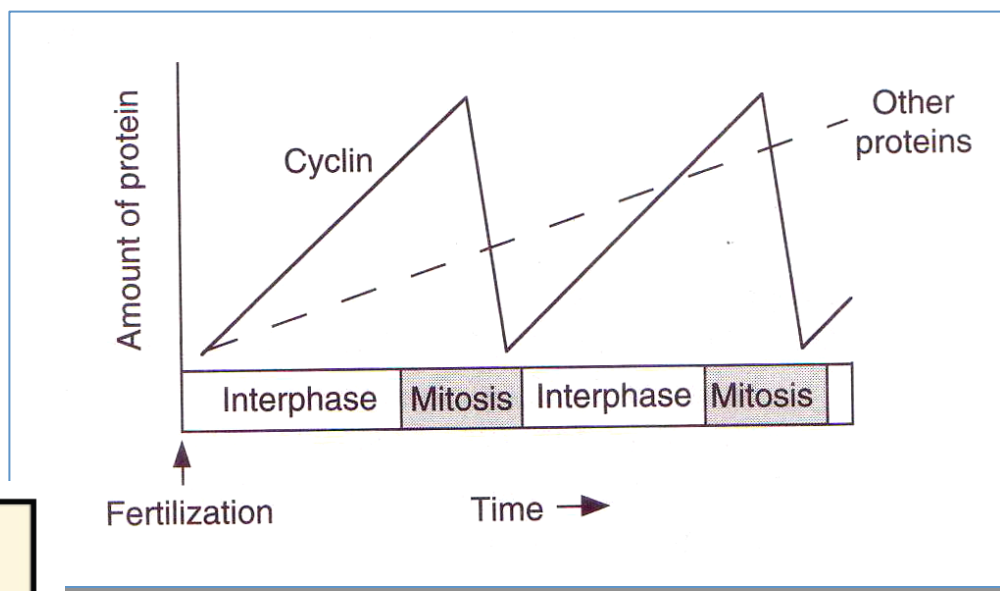 Amount of protein
Cyclin
Other
proteins
Interphase
Mitosis
Interphase
Mitosis
Fertilization
Time